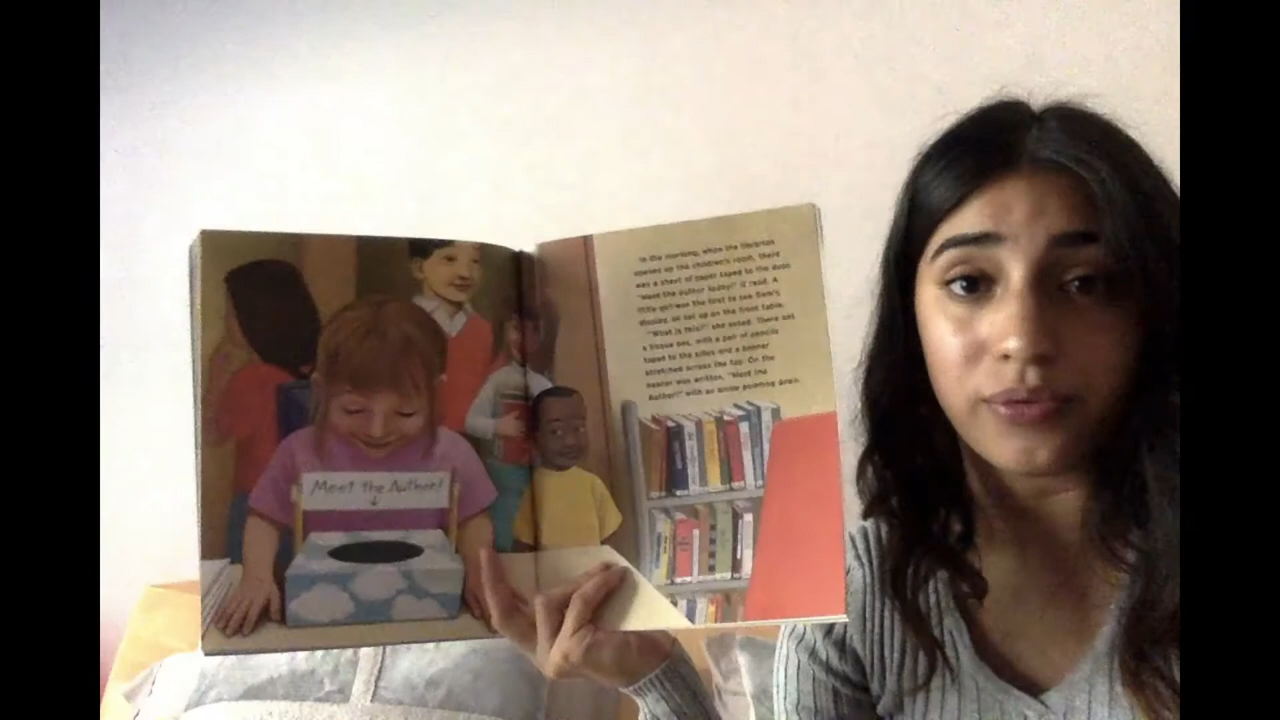 Meet the Author!
In the morning, when the librarian
opened up the children's room, there
was a sheet of paper taped to the door.
"Meet the author today!" it read. A
little girl was the first to see Sam's
display, all set up on the front table.
"What is this?" she asked. There sat
a tissue box, with a pair of pencils
taped to the sides and a banner
stretched across the top. On the
banner was written, "Meet the
Author!" with an arrow pointing down.